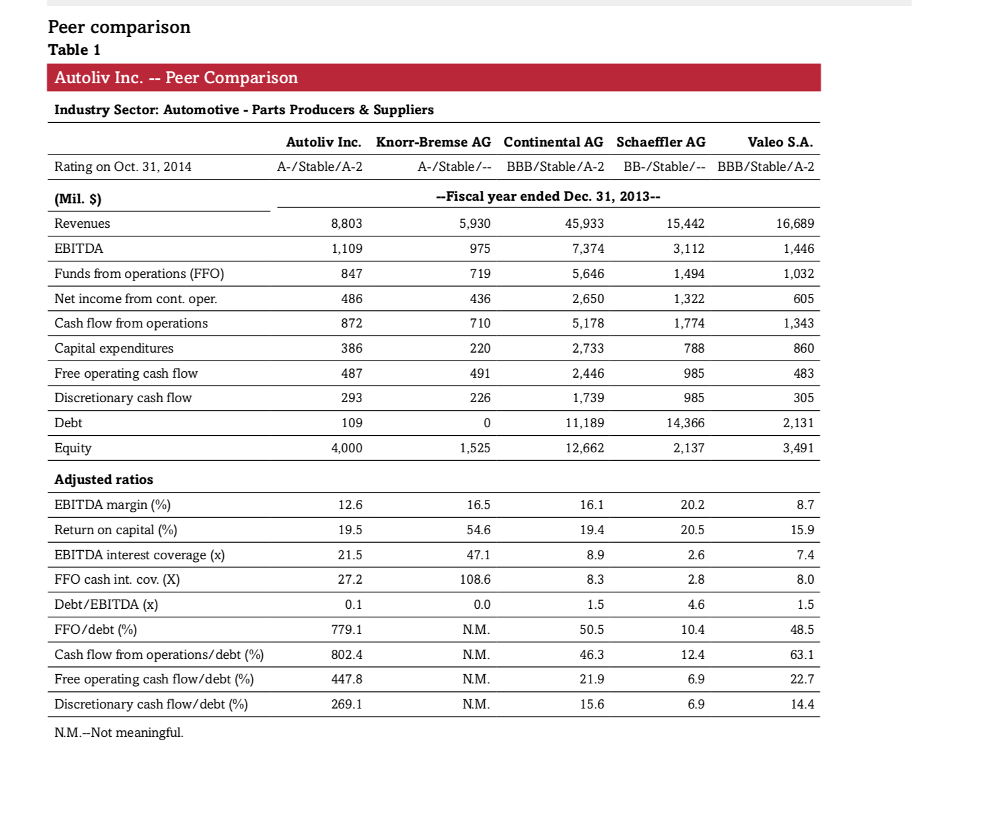 Peer comparison
Table 1
Autoliv Inc. -- Peer Comparison
Industry Sector: Automotive - Parts Producers & Suppliers
Autoliv Inc. Knorr-Bremse AG Continental AG Schaeffler AG Valeo S.A.
Rating on Oct. 31, 2014 A-/Stable/A-2 A-/Stable/-- BBB/Stable/A-2 BB-/Stable/-- BBB/Stable/A-2
(Mil. $) --Fiscal year ended Dec. 31, 2013--
Revenues 8,803 5,930 45,933 15,442 16,689
EBITDA 1,109 975 7,374 3,112 1,446
Funds from operations (FFO) 847 719 5,646 1,494 1,032
Net income from cont. oper. 486 436 2,650 1,322 605
Cash flow from operations 872 710 5,178 1,774 1,343
Capital expenditures 386 220 2,733 788 860
Free operating cash flow 487 491 2,446 985 483
Discretionary cash flow 293 226 1,739 985 305
Debt 109 0 11,189 14,366 2,131
Equity 4,000 1,525 12,662 2,137 3,491
Adjusted ratios
EBITDA margin (%) 12.6 16.5 16.1 20.2 8.7
Return on capital (%) 19.5 54.6 19.4 20.5 15.9
EBITDA interest coverage (x) 21.5 47.1 8.9 2.6 7.4
FFO cash int. cov. (X) 27.2 108.6 8.3 2.8 8.0
Debt/EBITDA (x) 0.1 0.0 1.5 4.6 1.5
FFO/debt (%) 779.1 N.M. 50.5 10.4 48.5
Cash flow from operations/debt (%) 802.4 N.M. 46.3 12.4 63.1
Free operating cash flow/debt (%) 447.8 N.M. 21.9 6.9 22.7
Discretionary cash flow/debt (%) 269.1 N.M. 15.6 6.9 14.4
N.M.--Not meaningful.